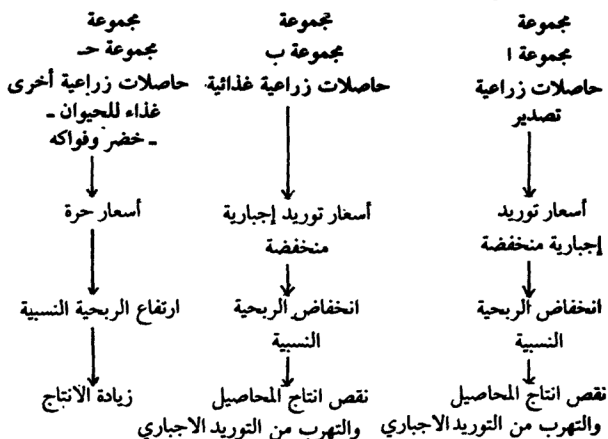 مجموعة
مجموعة ا
حاصلات زراعية
تصدير
أسعار توريد
إجبارية منخفضة
انخفاض الربحية
النسبية
نقص انتاج المحاصيل
والتهرب من التوريد الاجباري
مجموعة
مجموعة ب
حاصلات زراعية غذائية
أسعار توريد إجبارية
منخفضة
انخفاض الربحية
النسبية
نقص انتاج المحاصيل
والتهرب من التوريد الاجباري
مجموعة
مجموعة حـ
حاصلات زراعية أخرى
غذاء للحيوان -
- خضر وفواكه
أسعار حرة
ارتفاع الربحية النسبية
زيادة الانتاج